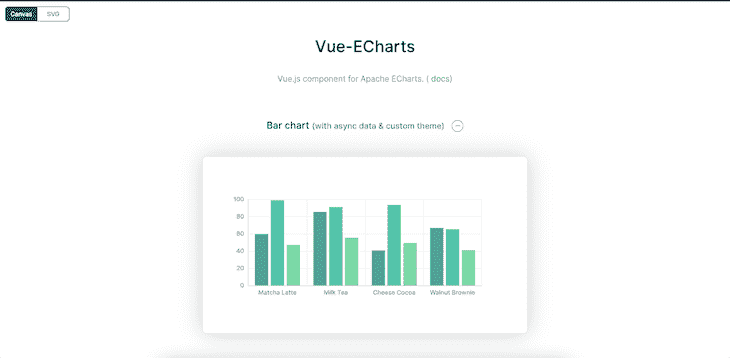 Canvas SVG
Vue-ECharts
Vue.js component for Apache ECharts. ( docs)
Bar chart (with async data & custom theme)
100
80
60
40
20
0
Matcha Latte Milk Tea Cheese Cocoa Walnut Brownie